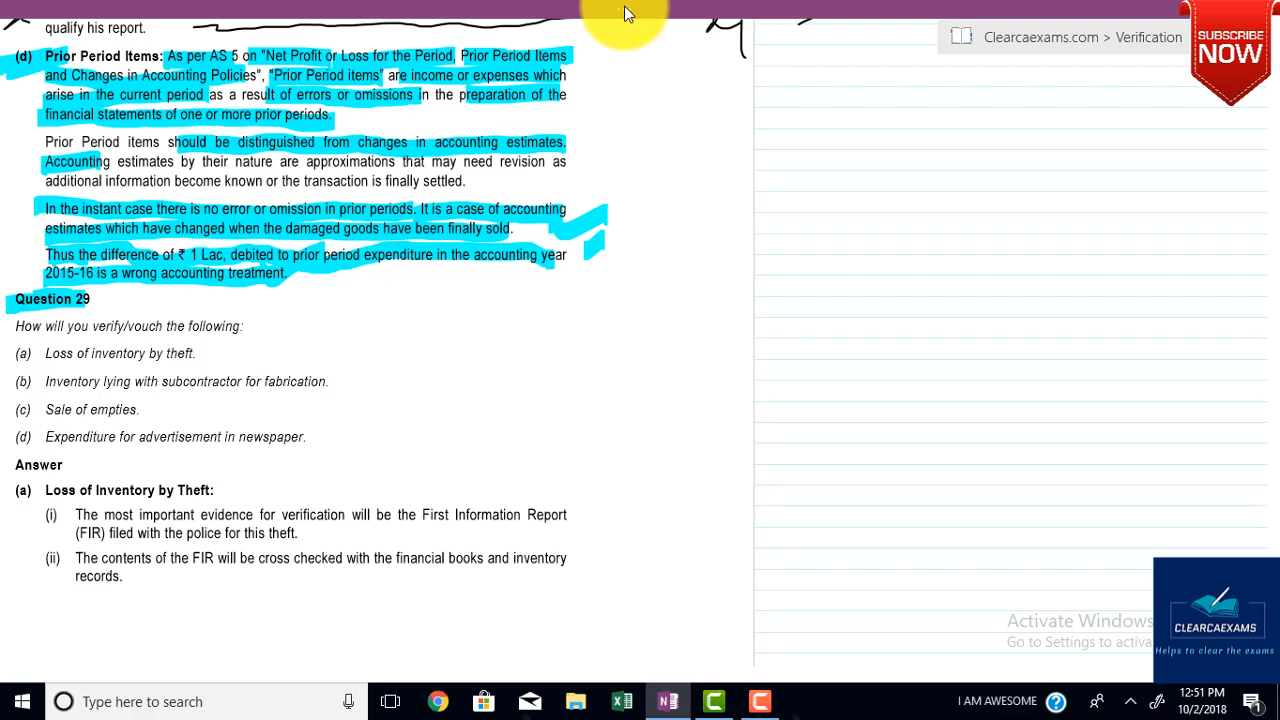 qualify his report.
Clearcaexams.com › Verification
SUBSCRIBE
NOW
(d) Prior Period Items: As per AS 5 on "Net Profit or Loss for the Period, Prior Period Items
and Changes in Accounting Policies", "Prior Period items" are income or expenses which
arise in the current period as a result of errors or omissions in the preparation of the
financial statements of one or more prior periods.
Prior Period items should be distinguished from changes in accounting estimates.
Accounting estimates by their nature are approximations that may need revision as
additional information become known or the transaction is finally settled.
In the instant case there is no error or omission in prior periods. It is a case of accounting
estimates which have changed when the damaged goods have been finally sold.
Thus the difference of ₹ 1 Lac, debited to prior period expenditure in the accounting year
2015-16 is a wrong accounting treatment.
Question 29
How will you verify/vouch the following:
(a) Loss of inventory by theft.
(b) Inventory lying with subcontractor for fabrication.
(c) Sale of empties.
(d) Expenditure for advertisement in newspaper.
Answer
(a) Loss of Inventory by Theft:
(i) The most important evidence for verification will be the First Information Report
(FIR) filed with the police for this theft.
(ii) The contents of the FIR will be cross checked with the financial books and inventory
records.
Activate Windows
Go to Settings to activa
CLEARCAEXAMS
Helps to clear the exams
Type here to search
I AM AWESOME
12:51 PM
10/2/2018
1